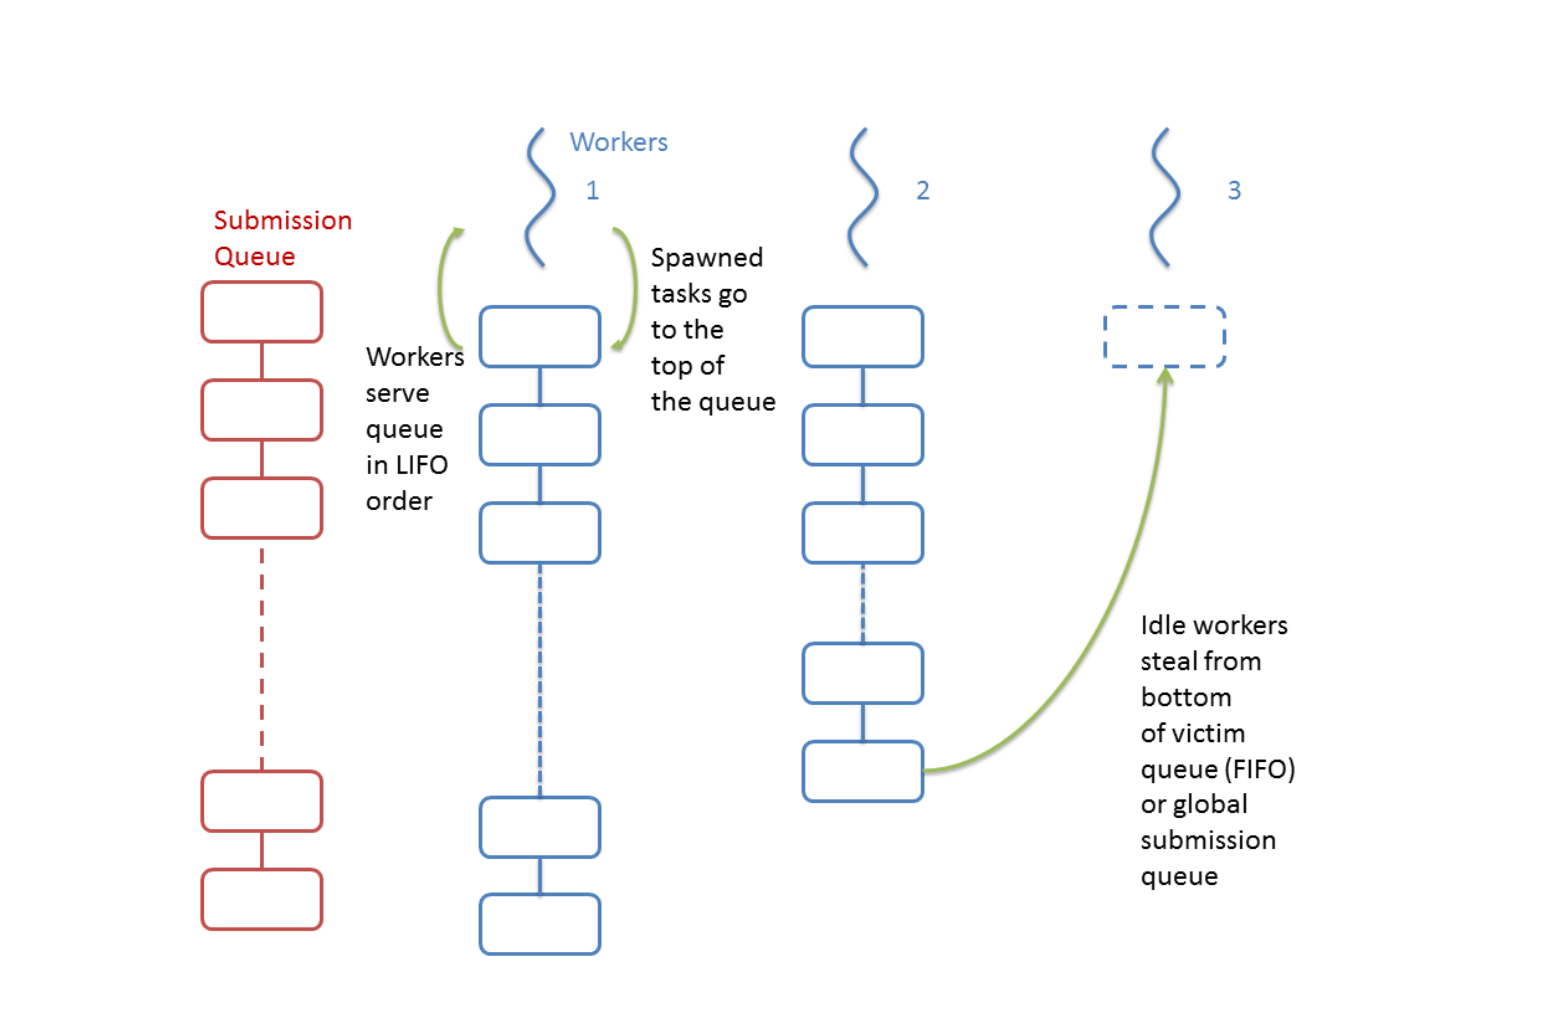 Workers
1
2
3
Submission
Queue
Spawned
tasks go
to the
top of
the queue
Workers
serve
queue
in LIFO
order
Idle workers
steal from
bottom
of victim
queue (FIFO)
or global
submission
queue